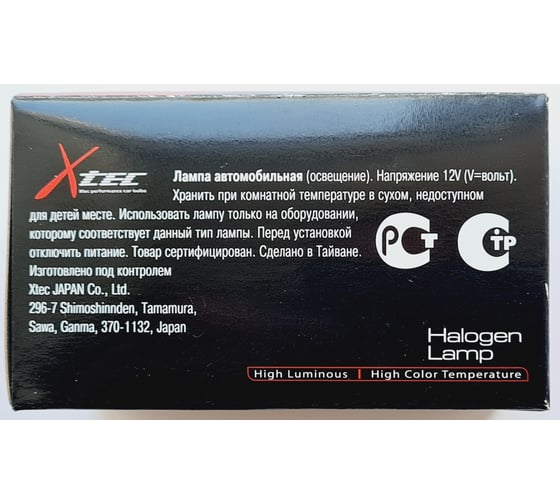 Xtec
Xtec performance car bulbs
Лампа автомобильная (освещение). Напряжение 12V (V=вольт).
Хранить при комнатной температуре в сухом, недоступном
для детей месте. Использовать лампу только на оборудовании,
которому соответствует данный тип лампы. Перед установкой
отключить питание. Товар сертифицирован. Сделано в Тайване.
Изготовлено под контролем
Xtec JAPAN Co., Ltd.
296-7 Shimoshinnden, Tamamura,
Sawa, Ganma, 370-1132, Japan
РСТ
СТР
Halogen
Lamp
High Luminous | High Color Temperature